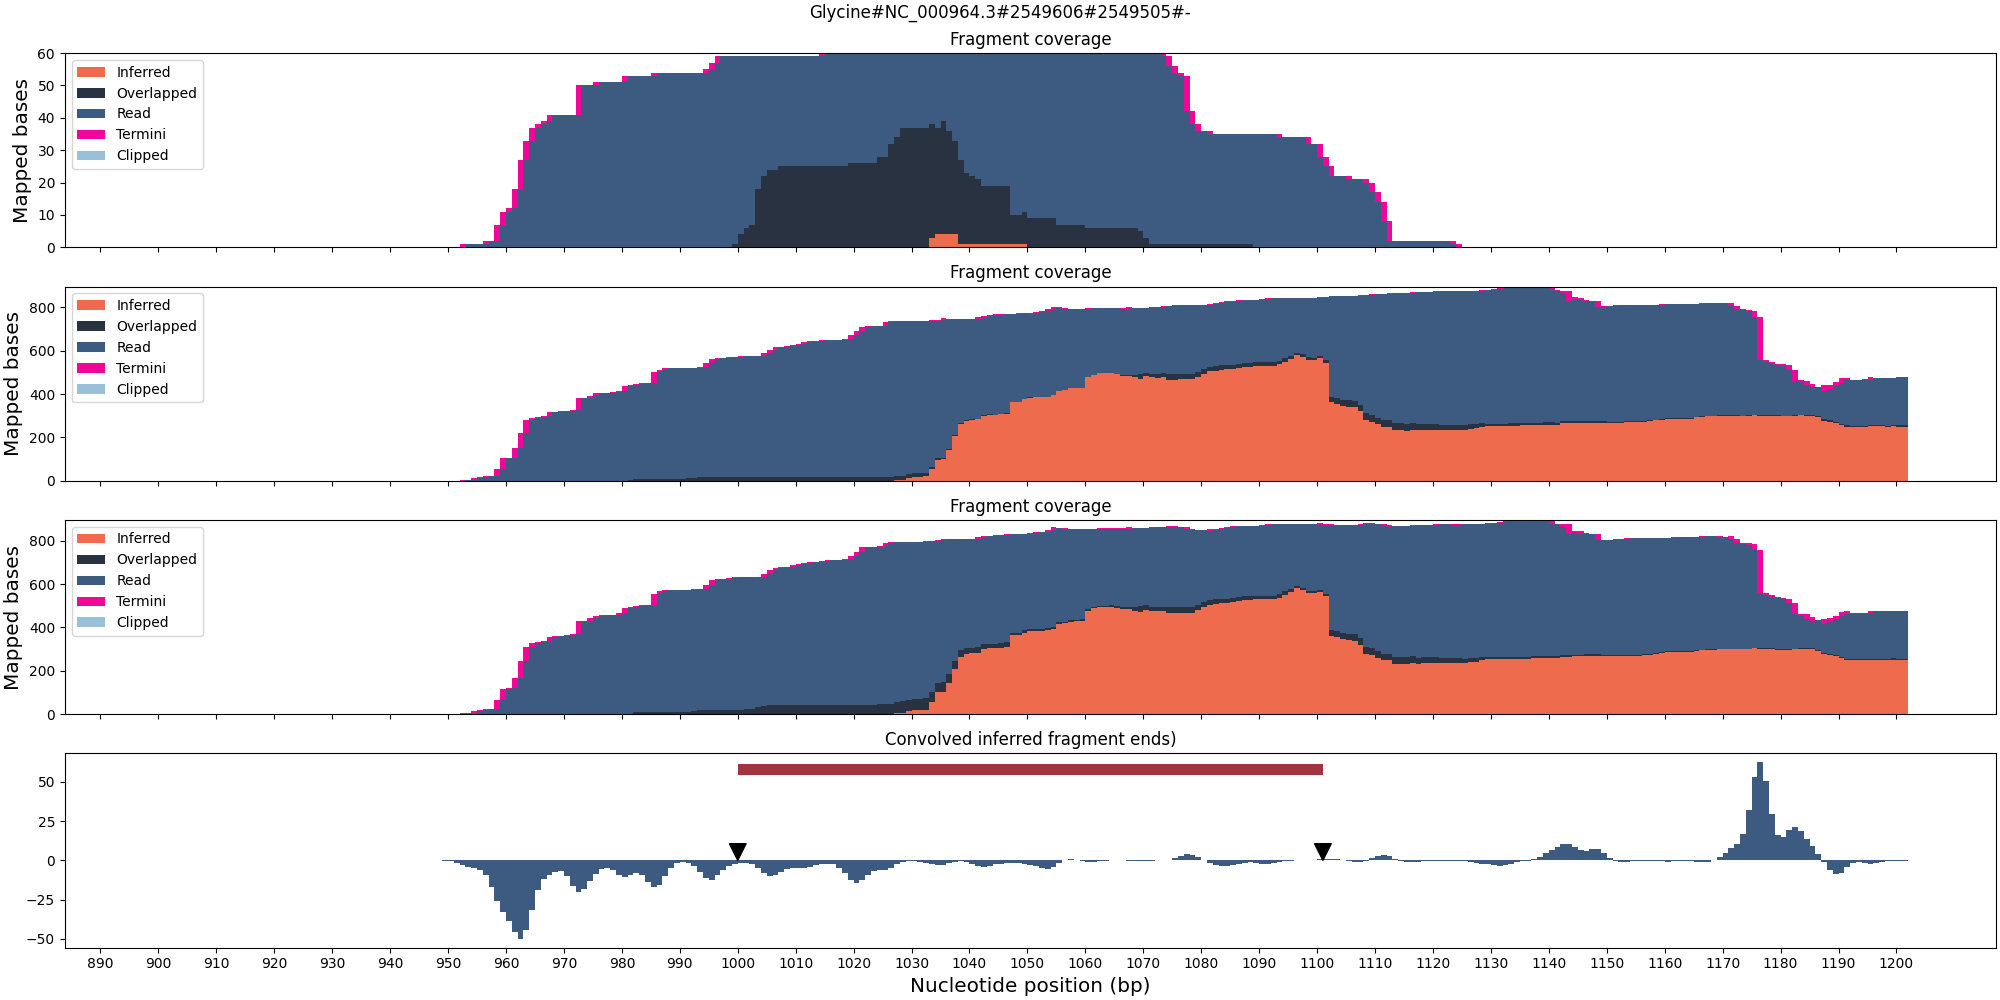 Glycine#NC_000964.3#2549606#2549505#-
Fragment coverage
Mapped bases
60
50
40
30
20
10
0
Inferred
Overlapped
Read
Termini
Clipped
Fragment coverage
Mapped bases
800
600
400
200
0
Inferred
Overlapped
Read
Termini
Clipped
Fragment coverage
Mapped bases
800
600
400
200
0
Inferred
Overlapped
Read
Termini
Clipped
Convolved inferred fragment ends)
50
25
0
−25
−50
890 900 910 920 930 940 950 960 970 980 990 1000 1010 1020 1030 1040 1050 1060 1070 1080 1090 1100 1110 1120 1130 1140 1150 1160 1170 1180 1190 1200
Nucleotide position (bp)